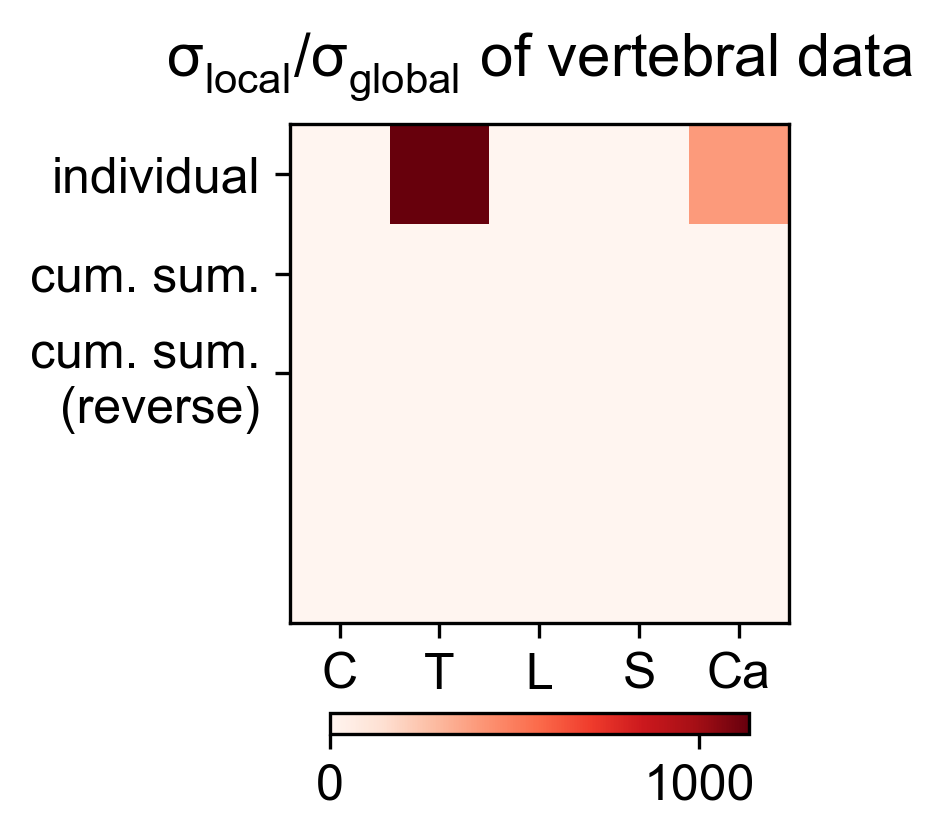 σlocal/σglobal of vertebral data
individual
cum. sum.
cum. sum.
(reverse)
C T L S Ca
0 1000